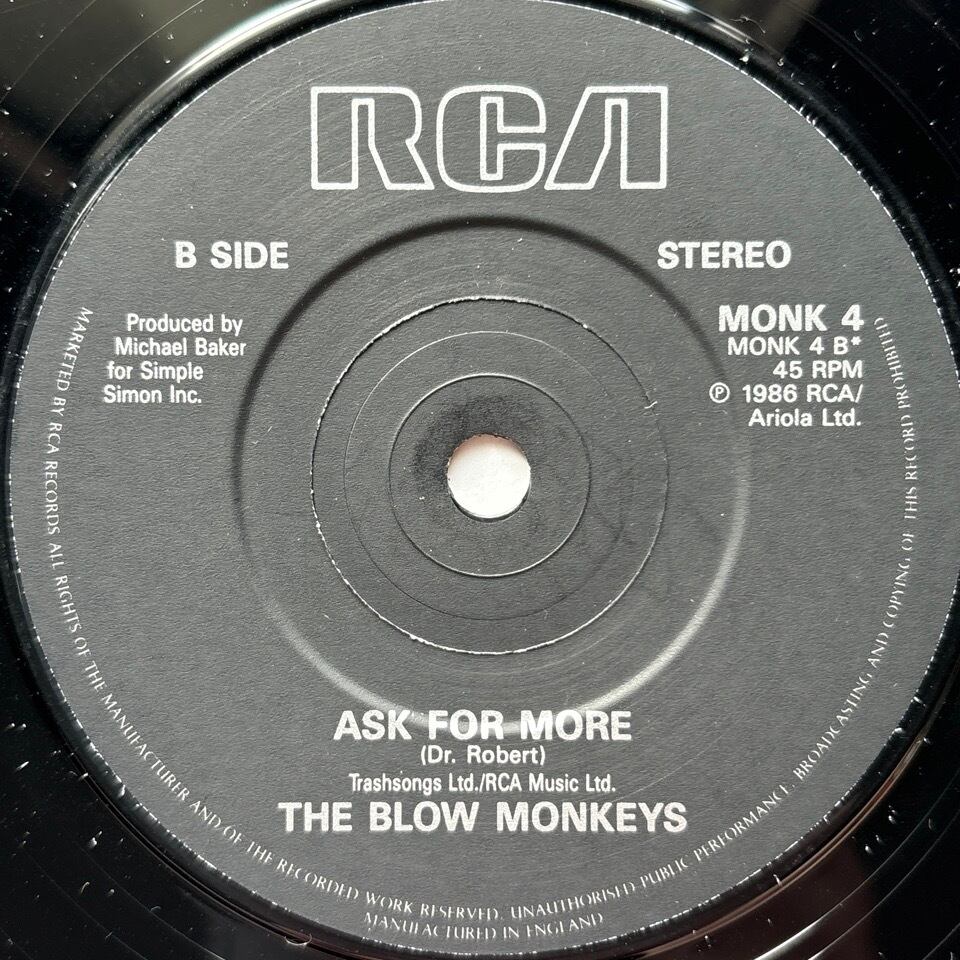 RCA
B SIDE
STEREO
Produced by
Michael Baker
for Simple
Simon Inc.
MONK 4
MONK 4 B*
45 RPM
℗ 1986 RCA/
Ariola Ltd.
ASK FOR MORE
(Dr. Robert)
Trashsongs Ltd./RCA Music Ltd.
THE BLOW MONKEYS
MARKETED BY RCA RECORDS. ALL RIGHTS OF THE MANUFACTURER AND OF THE RECORDED WORK RESERVED. UNAUTHORISED PUBLIC PERFORMANCE, BROADCASTING AND COPYING OF THIS RECORD PROHIBITED
MANUFACTURED IN ENGLAND